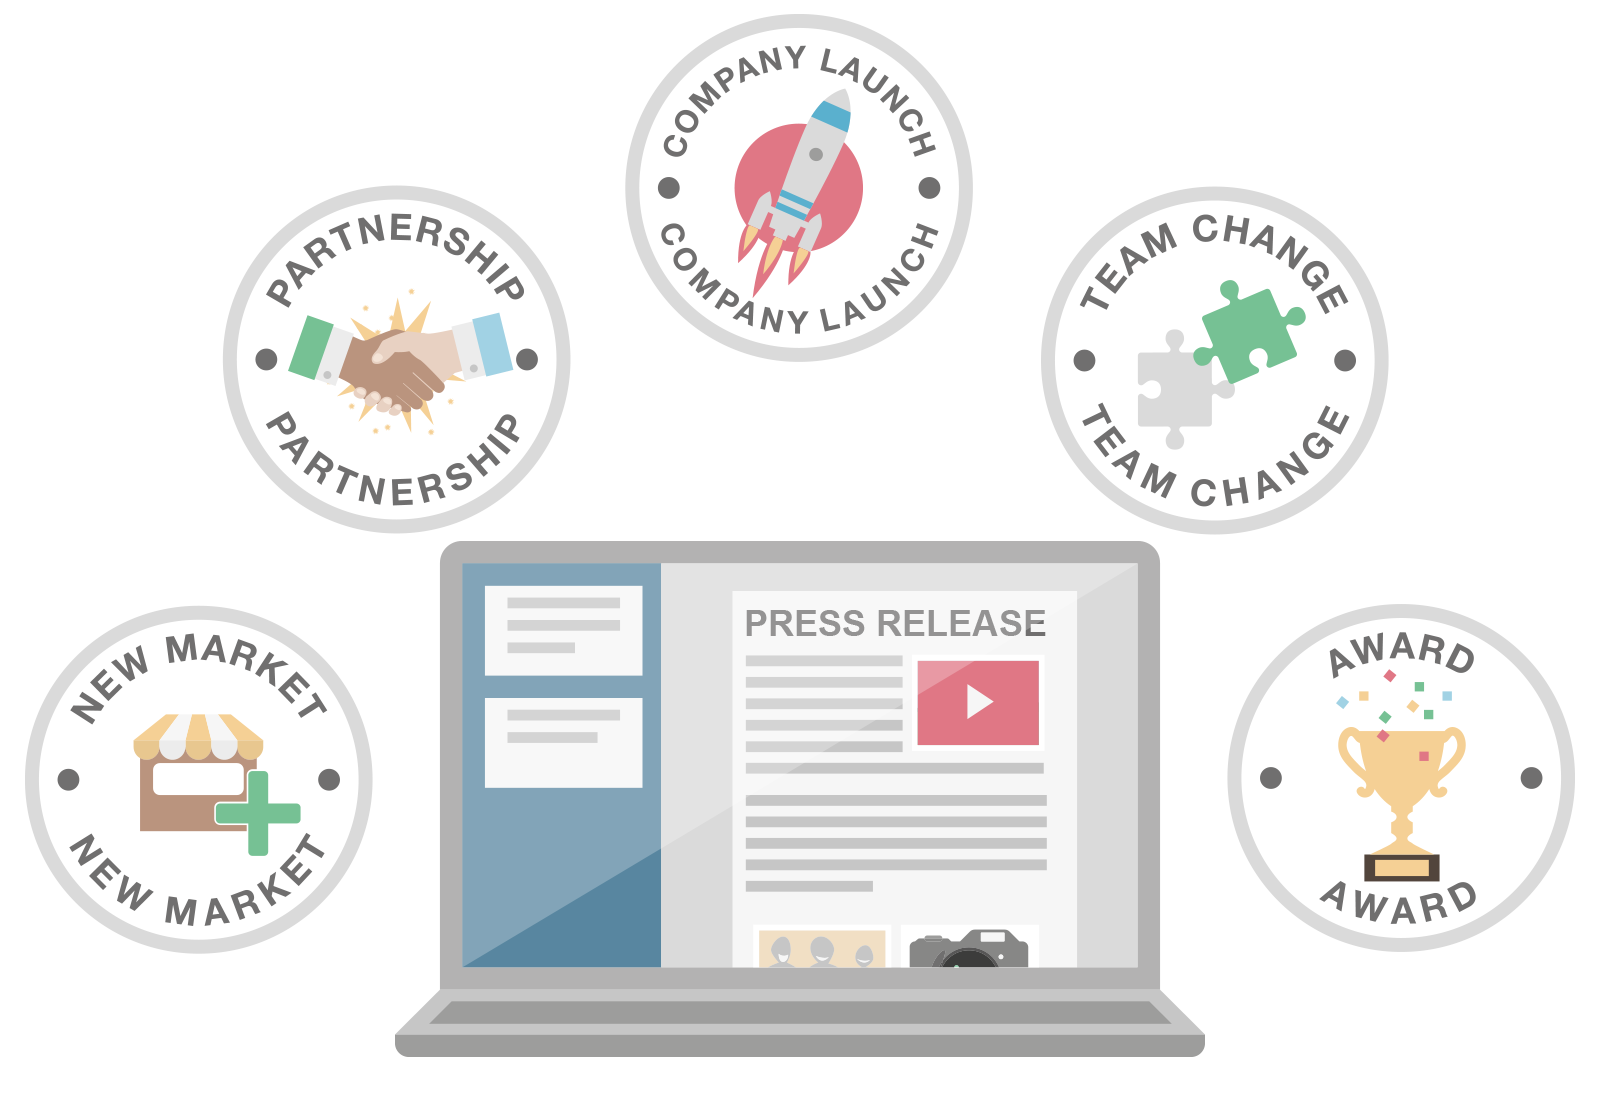 COMPANY LAUNCH
COMPANY LAUNCH
PARTNERSHIP
PARTNERSHIP
TEAM CHANGE
TEAM CHANGE
NEW MARKET
NEW MARKET
PRESS RELEASE
AWARD
AWARD